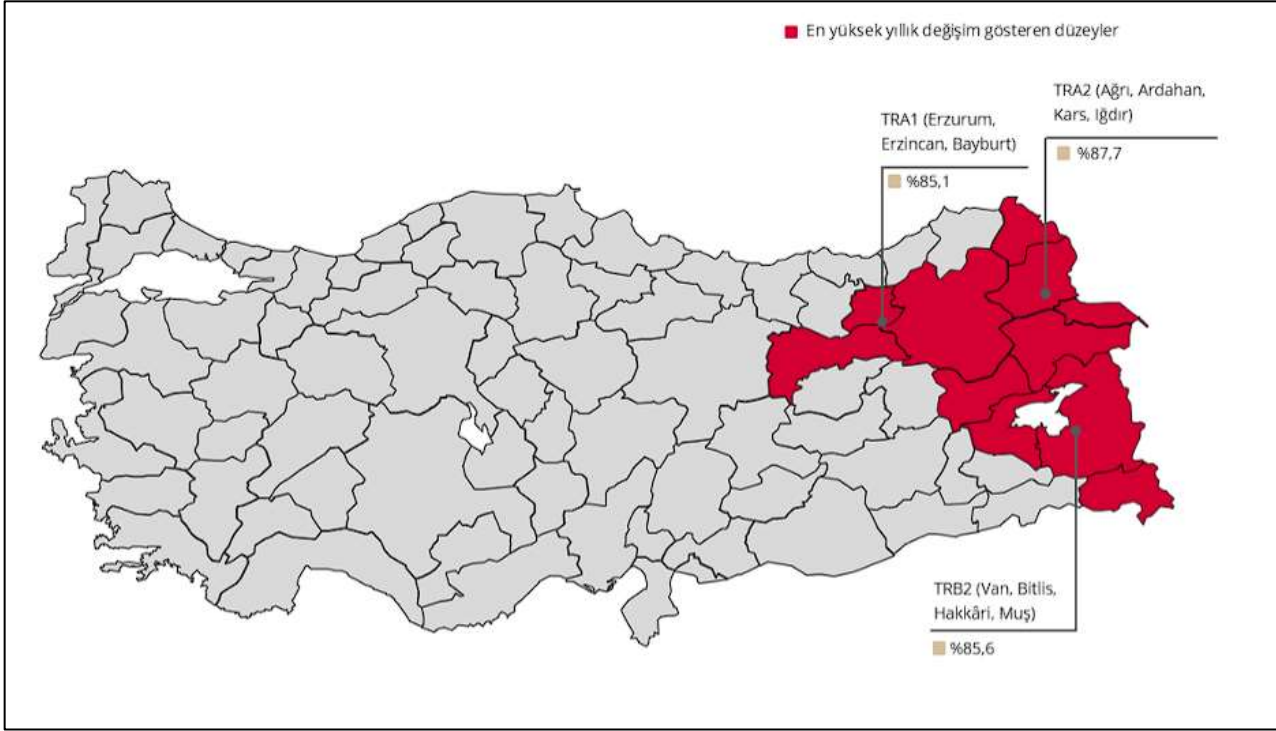 En yüksek yıllık değişim gösteren düzeyler
TRA2 (Ağrı, Ardahan,
Kars, Iğdır)
%87,7
TRA1 (Erzurum,
Erzincan, Bayburt)
%85,1
TRB2 (Van, Bitlis,
Hakkâri, Muş)
%85,6